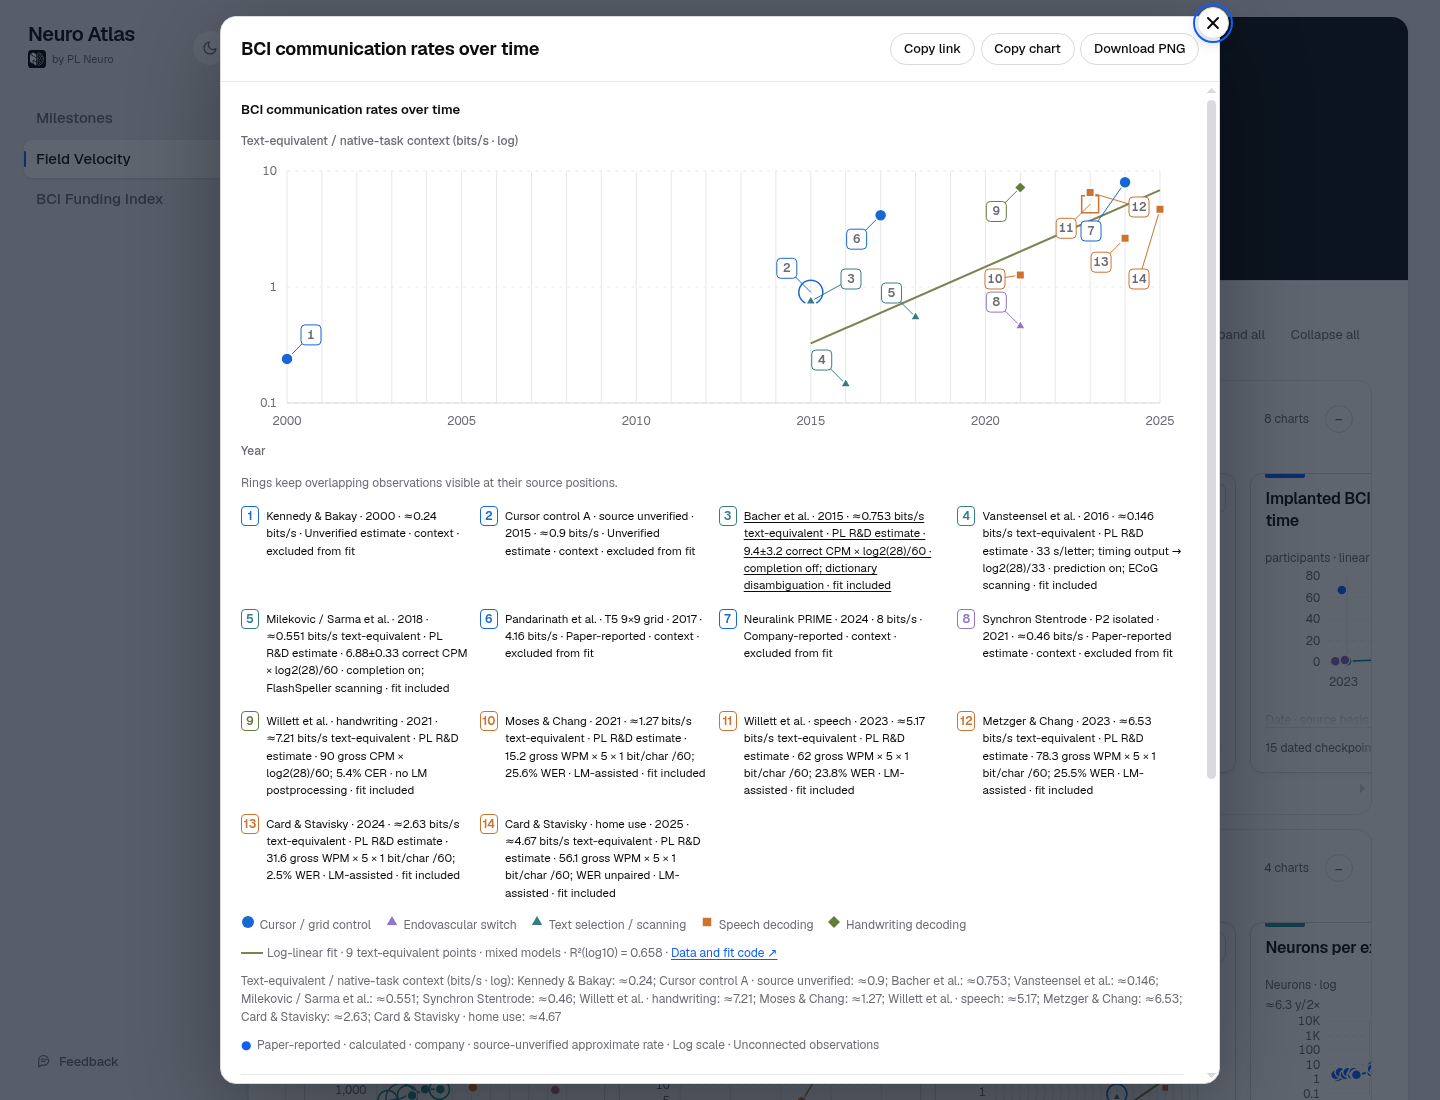 Neuro Atlas
by PL Neuro
Milestones
Field Velocity
BCI Funding Index
Feedback
BCI communication rates over time
Copy link
Copy chart
Download PNG
BCI communication rates over time
Text-equivalent / native-task context (bits/s · log)
10
1
0.1
2000
2005
2010
2015
2020
2025
1
2
3
4
5
6
7
8
9
10
11
12
13
14
Year
Rings keep overlapping observations visible at their source positions.
1 Kennedy & Bakay · 2000 · ≈0.24
bits/s · Unverified estimate · context ·
excluded from fit
2 Cursor control A · source unverified ·
2015 · ≈0.9 bits/s · Unverified
estimate · context · excluded from fit
3 Bacher et al. · 2015 · ≈0.753 bits/s
text-equivalent · PL R&D estimate ·
9.4±3.2 correct CPM × log2(28)/60 ·
completion off; dictionary
disambiguation · fit included
4 Vansteensel et al. · 2016 · ≈0.146
bits/s text-equivalent · PL R&D
estimate · 33 s/letter; timing output →
log2(28)/33 · prediction on; ECoG
scanning · fit included
5 Milekovic / Sarma et al. · 2018 ·
≈0.551 bits/s text-equivalent · PL
R&D estimate · 6.88±0.33 correct CPM
× log2(28)/60 · completion on;
FlashSpeller scanning · fit included
6 Pandarinath et al. · T5 9×9 grid · 2017 ·
4.16 bits/s · Paper-reported · context ·
excluded from fit
7 Neuralink PRIME · 2024 · 8 bits/s ·
Company-reported · context ·
excluded from fit
8 Synchron Stentrode · P2 isolated ·
2021 · ≈0.46 bits/s · Paper-reported
estimate · context · excluded from fit
9 Willett et al. · handwriting · 2021 ·
≈7.21 bits/s text-equivalent · PL R&D
estimate · 90 gross CPM ×
log2(28)/60; 5.4% CER · no LM
postprocessing · fit included
10 Moses & Chang · 2021 · ≈1.27 bits/s
text-equivalent · PL R&D estimate ·
15.2 gross WPM × 5 × 1 bit/char /60;
25.6% WER · LM-assisted · fit included
11 Willett et al. · speech · 2023 · ≈5.17
bits/s text-equivalent · PL R&D
estimate · 62 gross WPM × 5 × 1
bit/char /60; 23.8% WER · LM-
assisted · fit included
12 Metzger & Chang · 2023 · ≈6.53
bits/s text-equivalent · PL R&D
estimate · 78.3 gross WPM × 5 × 1
bit/char /60; 25.5% WER · LM-
assisted · fit included
13 Card & Stavisky · 2024 · ≈2.63 bits/s
text-equivalent · PL R&D estimate ·
31.6 gross WPM × 5 × 1 bit/char /60;
2.5% WER · LM-assisted · fit included
14 Card & Stavisky · home use · 2025 ·
≈4.67 bits/s text-equivalent · PL R&D
estimate · 56.1 gross WPM × 5 × 1
bit/char /60; WER unpaired · LM-
assisted · fit included
Cursor / grid control
Endovascular switch
Text selection / scanning
Speech decoding
Handwriting decoding
Log-linear fit · 9 text-equivalent points · mixed models · R²(log10) = 0.658 · Data and fit code ↗
Text-equivalent / native-task context (bits/s · log): Kennedy & Bakay: ≈0.24; Cursor control A · source unverified: ≈0.9; Bacher et al.: ≈0.753; Vansteensel et al.: ≈0.146;
Milekovic / Sarma et al.: ≈0.551; Synchron Stentrode: ≈0.46; Willett et al. · handwriting: ≈7.21; Moses & Chang: ≈1.27; Willett et al. · speech: ≈5.17; Metzger & Chang: ≈6.53;
Card & Stavisky: ≈2.63; Card & Stavisky · home use: ≈4.67
Paper-reported · calculated · company · source-unverified approximate rate · Log scale · Unconnected observations
Collapse all
8 charts
Implanted BCI
time
participants · linear
80
60
40
20
0
2023
Date · source basis
15 dated checkpoin
4 charts
Neurons per e
Neurons · log
≈6.3 y/2×
10K
1K
100
10
1
0.1
1,000
10
5
1